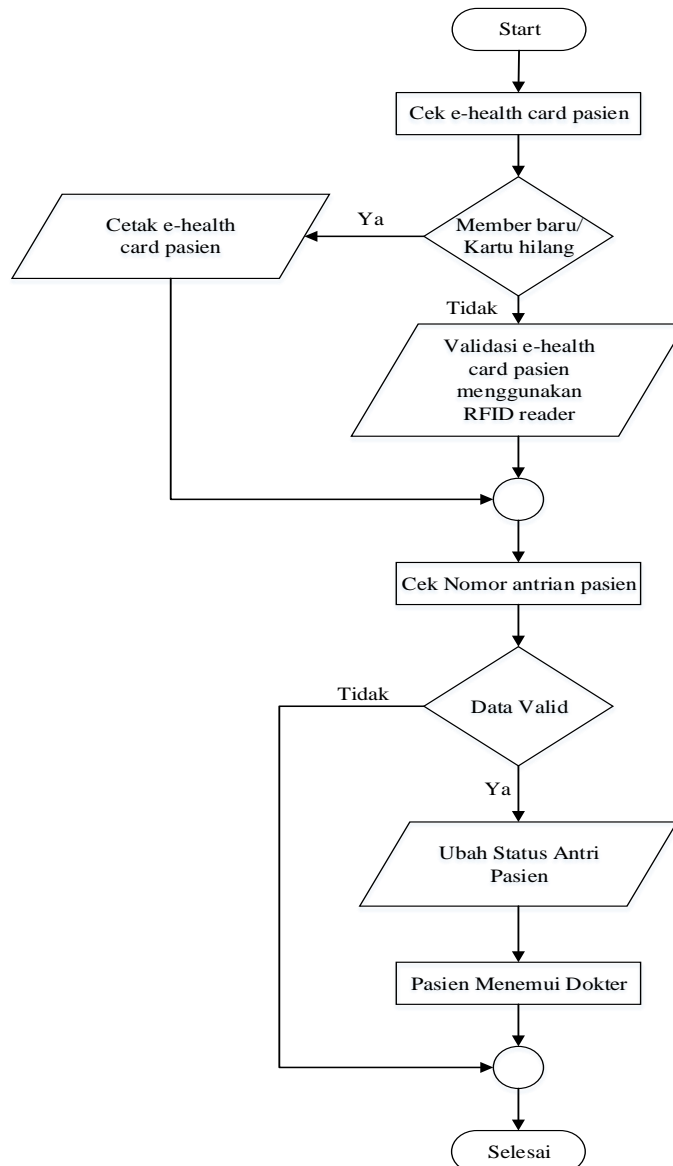 Start
Cek e-health card pasien
Member baru/
Kartu hilang
Ya
Cetak e-health
card pasien
Tidak
Validasi e-health
card pasien
menggunakan
RFID reader
Cek Nomor antrian pasien
Data Valid
Tidak
Ya
Ubah Status Antri
Pasien
Pasien Menemui Dokter
Selesai